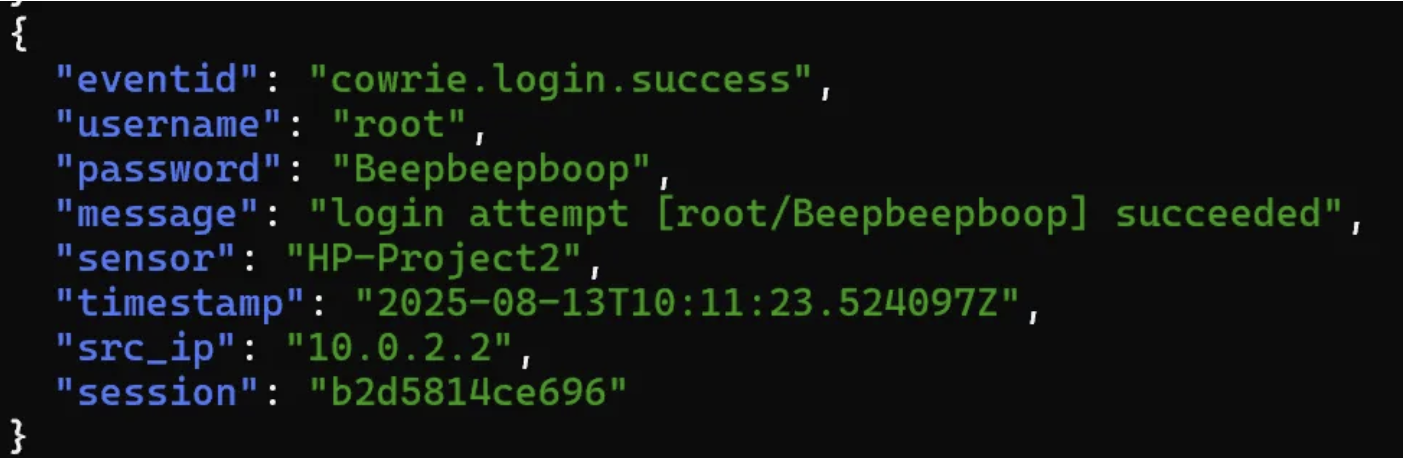 {
"eventid": "cowrie.login.success",
"username": "root",
"password": "Beepbeepboop",
"message": "login attempt [root/Beepbeepboop] succeeded",
"sensor": "HP-Project2",
"timestamp": "2025-08-13T10:11:23.524097Z",
"src_ip": "10.0.2.2",
"session": "b2d5814ce696"
}